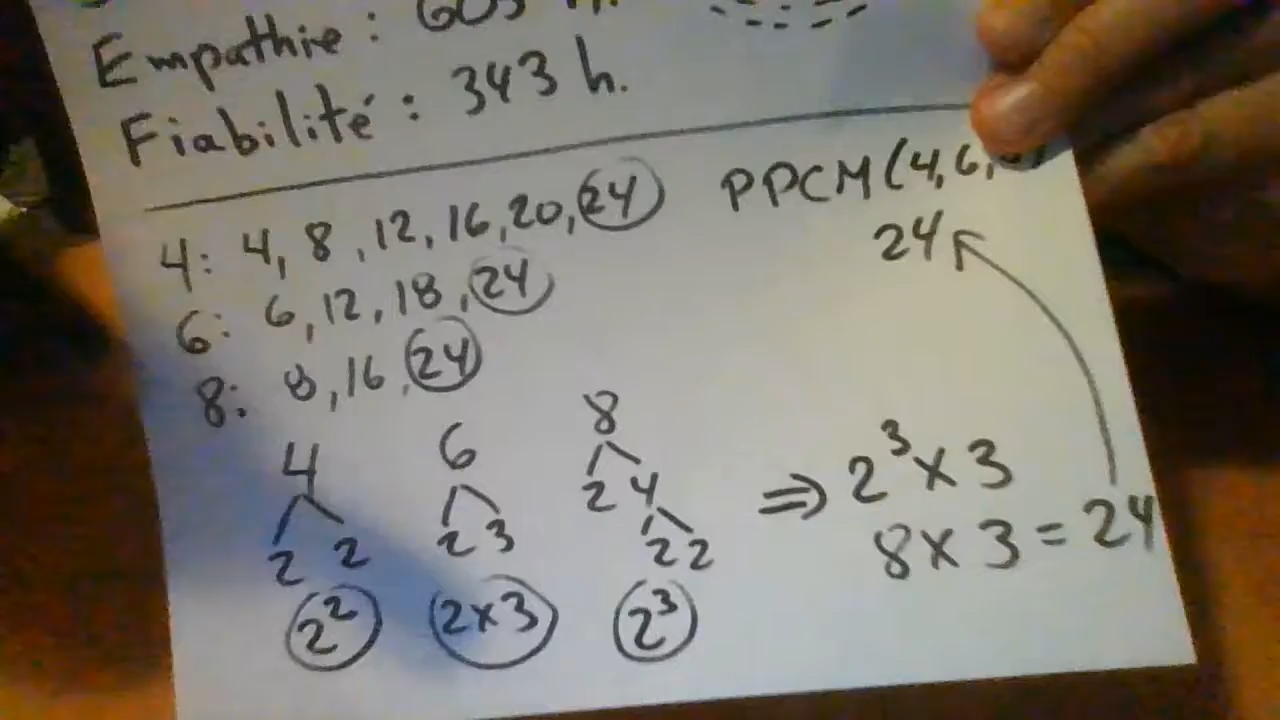 Empathie : 605 h.
Fiabilité : 343 h.
PPCM(4,6,
24
4: 4, 8, 12, 16, 20, 24
6: 6, 12, 18, 24
8: 8, 16, 24
4 6 8
2 2 2 3 2 4
2 2
2² 2x3 2³
⇒ 2³ x 3
8 x 3 = 24